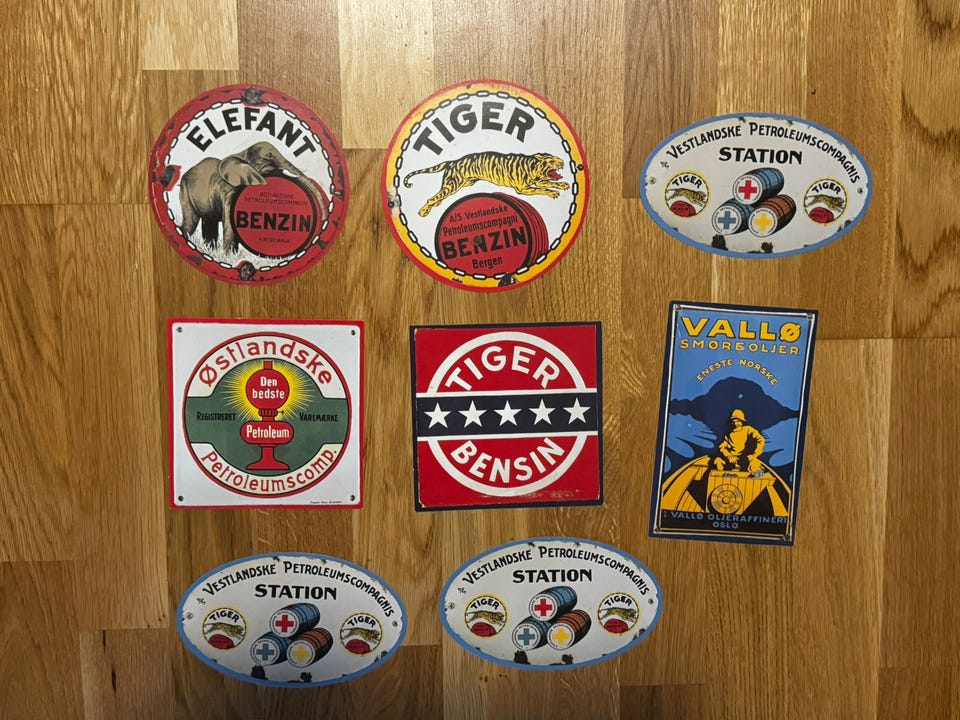 ELEFANT
ØSTLANDSKE
PETROLEUMSCOMPAGNI
BENZIN
TIGER
A/S Vestlandske
Petroleumscompagni
BENZIN
Bergen
A/S VESTLANDSKE PETROLEUMSCOMPAGNIS
STATION
TIGER
TIGER
Østlandske
Den
bedste
REGISTRERET VAREMÆRKE
Petroleum
Petroleumscomp.
TIGER
BENSIN
VALLØ
SMØREOLJER
ENESTE NORSKE
VALLØ OLJERAFFINERI
OSLO
A/S VESTLANDSKE PETROLEUMSCOMPAGNIS
STATION
TIGER
TIGER
A/S VESTLANDSKE PETROLEUMSCOMPAGNIS
STATION
TIGER
TIGER